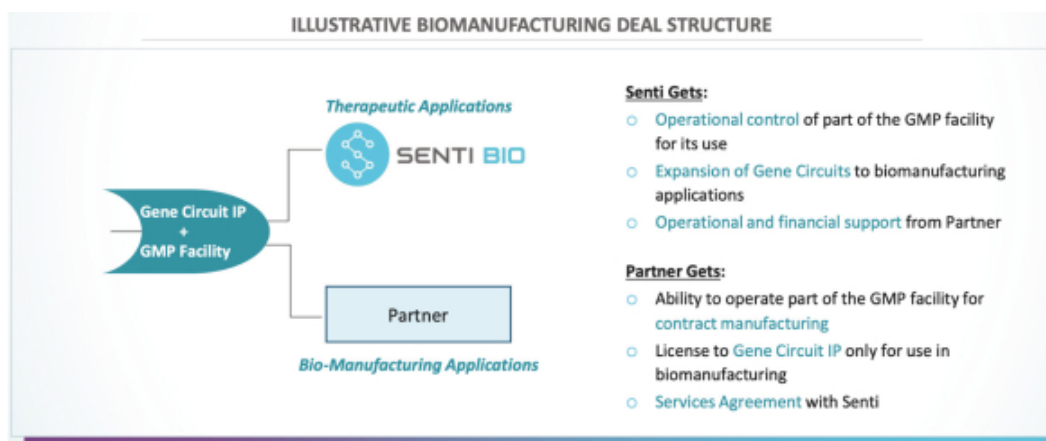 ILLUSTRATIVE BIOMANUFACTURING DEAL STRUCTURE
Therapeutic Applications
SENTI BIO
Gene Circuit IP
+
GMP Facility
Partner
Bio-Manufacturing Applications
Senti Gets:
Operational control of part of the GMP facility
for its use
Expansion of Gene Circuits to biomanufacturing
applications
Operational and financial support from Partner
Partner Gets:
Ability to operate part of the GMP facility for
contract manufacturing
License to Gene Circuit IP only for use in
biomanufacturing
Services Agreement with Senti